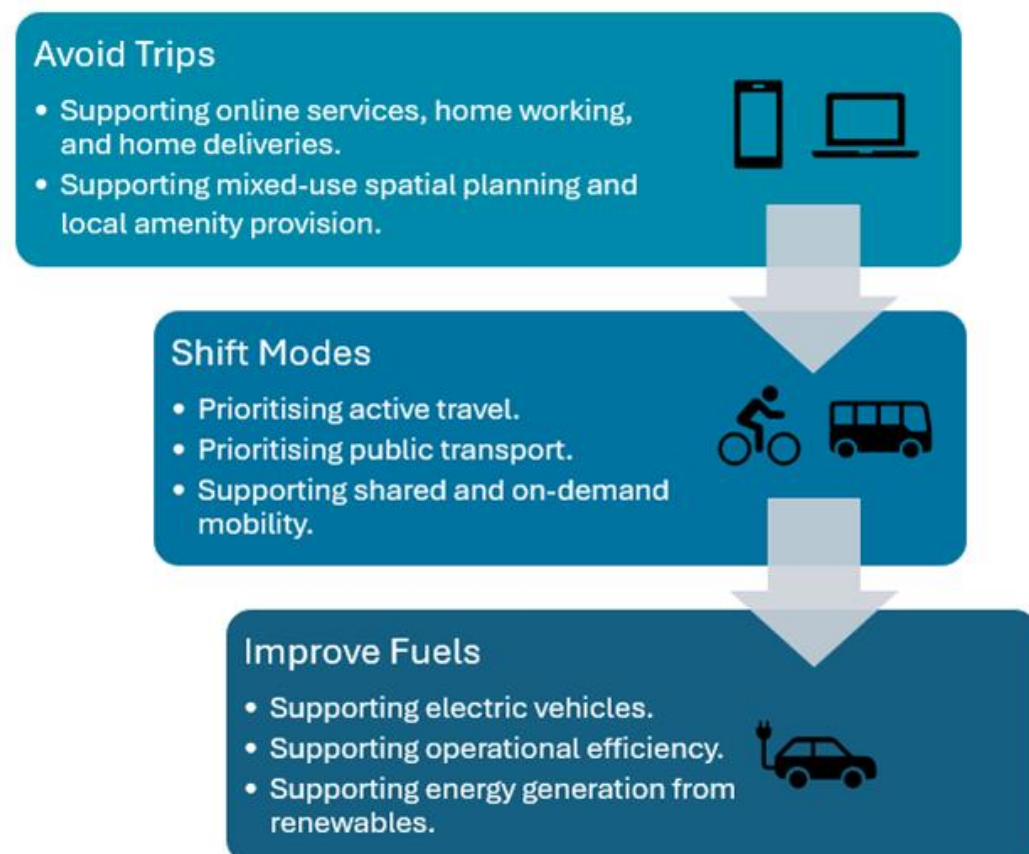 Avoid Trips
• Supporting online services, home working,
and home deliveries.
• Supporting mixed-use spatial planning and
local amenity provision.
Shift Modes
• Prioritising active travel.
• Prioritising public transport.
• Supporting shared and on-demand
mobility.
Improve Fuels
• Supporting electric vehicles.
• Supporting operational efficiency.
• Supporting energy generation from
renewables.